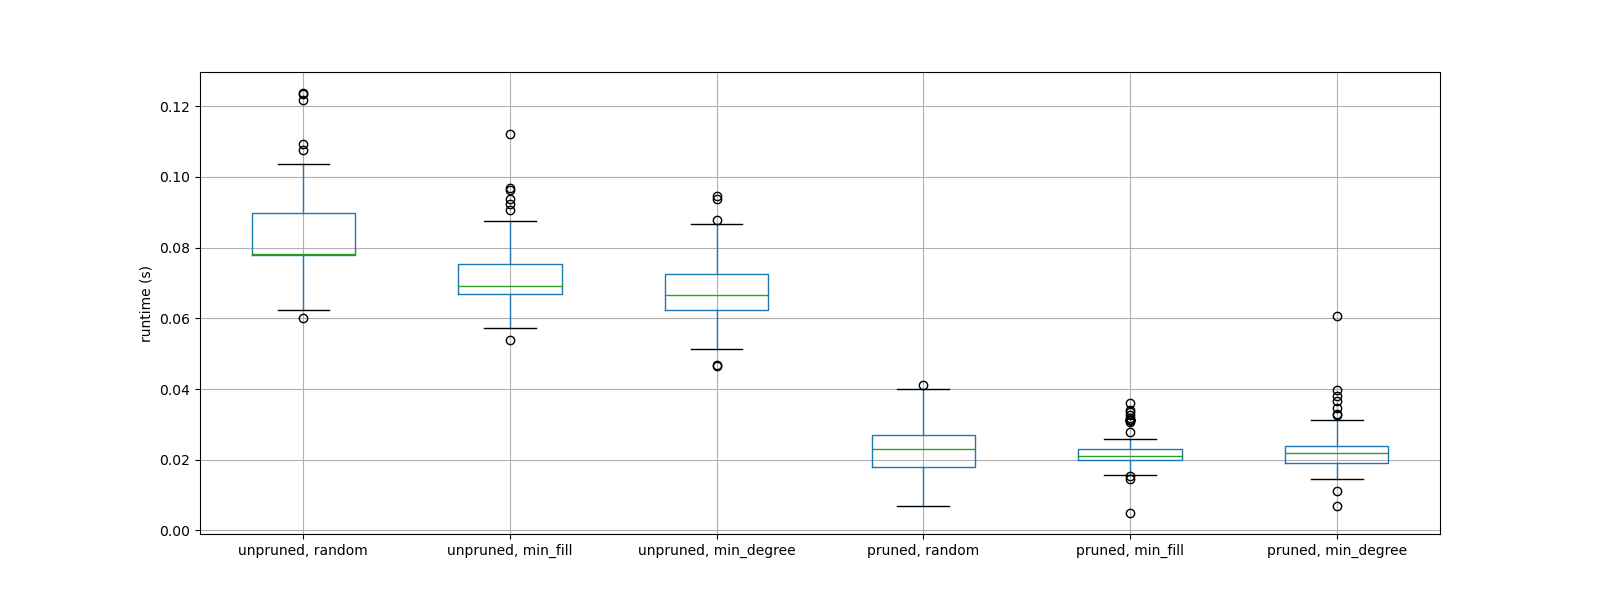 runtime (s)
0.12
0.10
0.08
0.06
0.04
0.02
0.00
unpruned, random
unpruned, min_fill
unpruned, min_degree
pruned, random
pruned, min_fill
pruned, min_degree